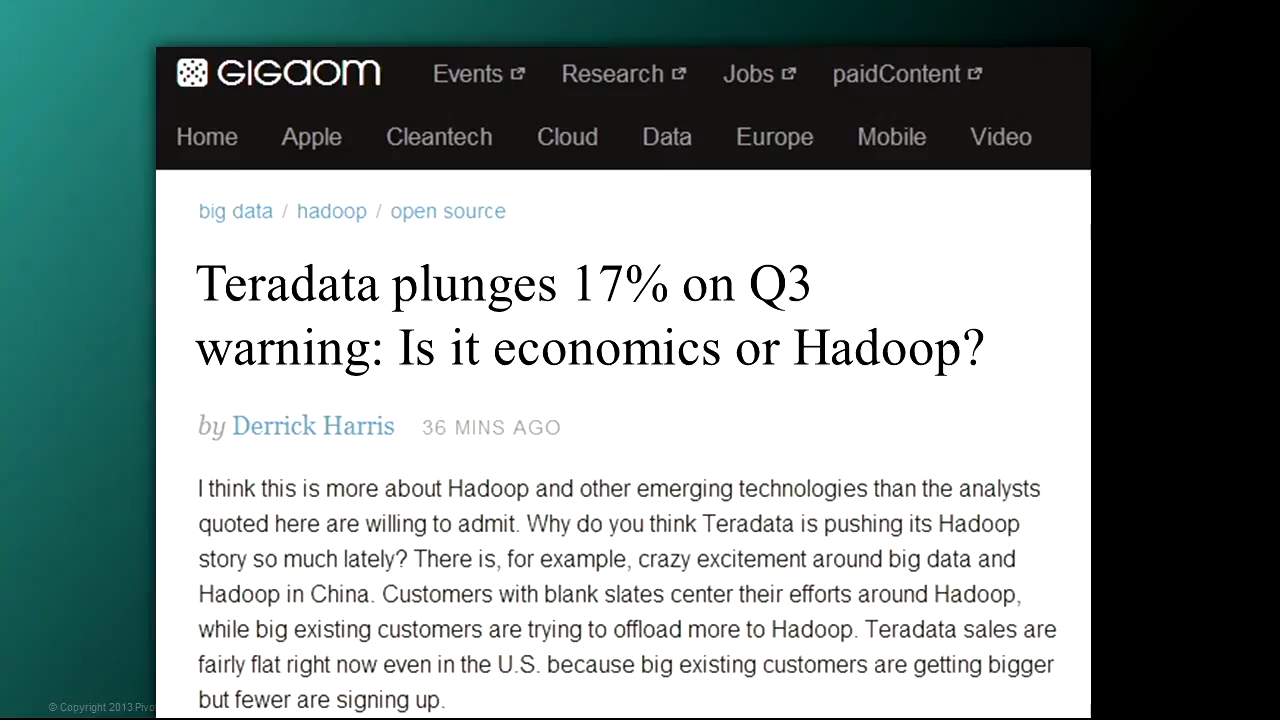 GIGAOM Events Research Jobs paidContent
Home Apple Cleantech Cloud Data Europe Mobile Video
big data / hadoop / open source
Teradata plunges 17% on Q3
warning: Is it economics or Hadoop?
by Derrick Harris 36 MINS AGO
I think this is more about Hadoop and other emerging technologies than the analysts
quoted here are willing to admit. Why do you think Teradata is pushing its Hadoop
story so much lately? There is, for example, crazy excitement around big data and
Hadoop in China. Customers with blank slates center their efforts around Hadoop,
while big existing customers are trying to offload more to Hadoop. Teradata sales are
fairly flat right now even in the U.S. because big existing customers are getting bigger
but fewer are signing up.
© Copyright 2013 Pivo